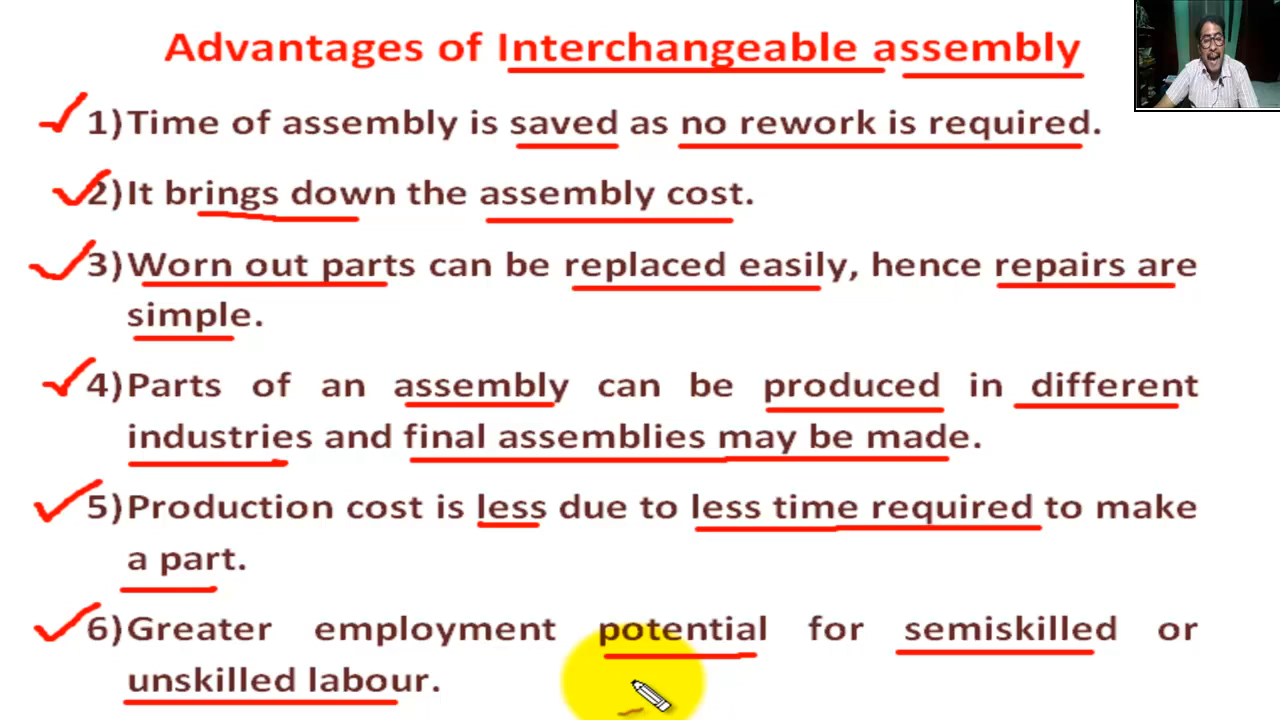 Advantages of Interchangeable assembly
1) Time of assembly is saved as no rework is required.
2) It brings down the assembly cost.
3) Worn out parts can be replaced easily, hence repairs are
simple.
4) Parts of an assembly can be produced in different
industries and final assemblies may be made.
5) Production cost is less due to less time required to make
a part.
6) Greater employment potential for semiskilled or
unskilled labour.